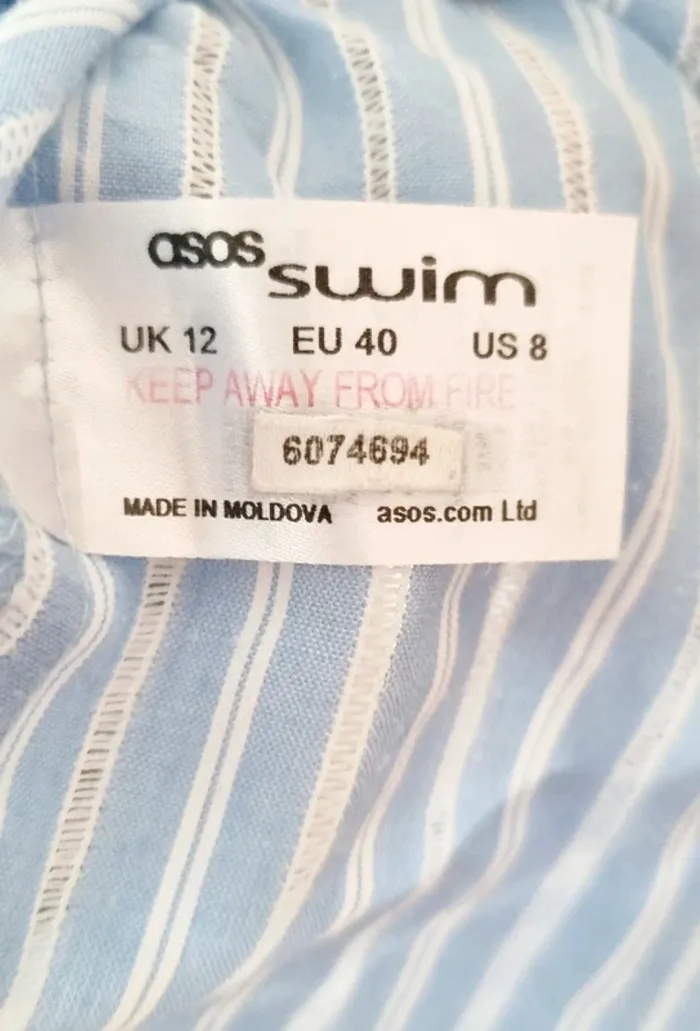 asos swim
UK 12 EU 40 US 8
KEEP AWAY FROM FIRE
6074694
MADE IN MOLDOVA asos.com Ltd